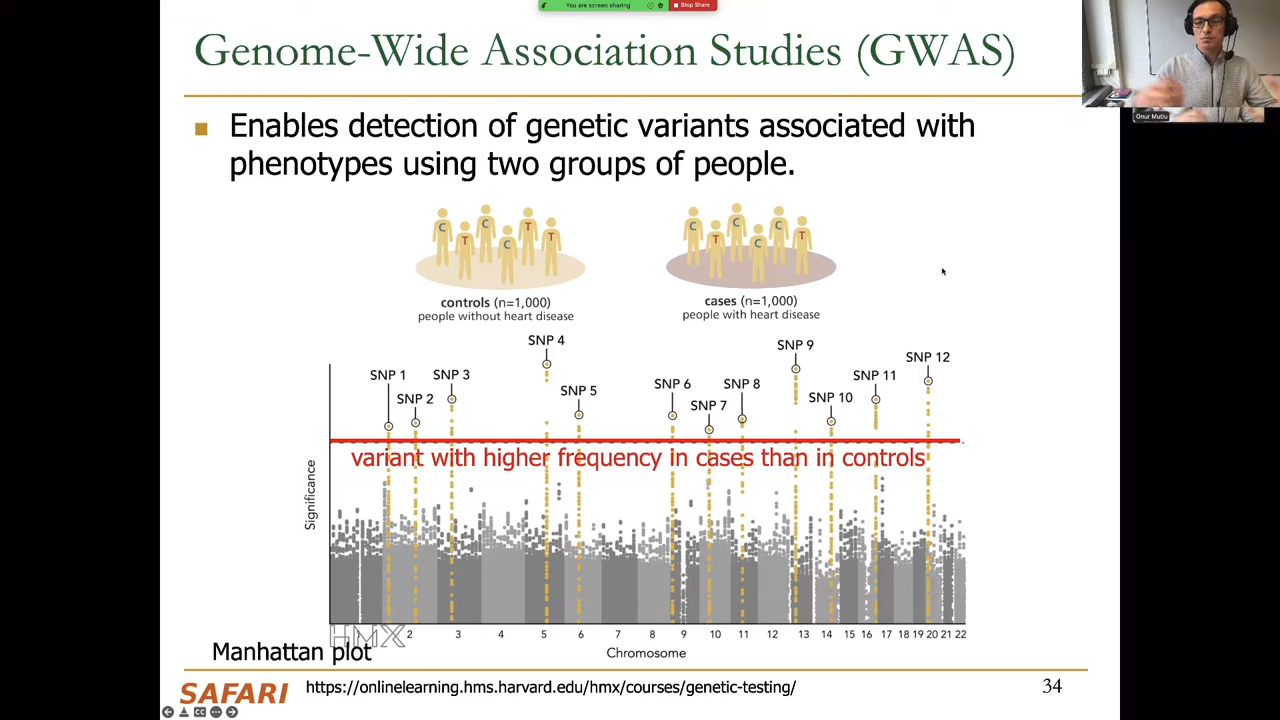 You are screen sharing
Stop Share
Genome-Wide Association Studies (GWAS)
Onur Mutlu
Enables detection of genetic variants associated with
phenotypes using two groups of people.
C T C C T T
C T C C C T
controls (n=1,000)
people without heart disease
cases (n=1,000)
people with heart disease
SNP 1
SNP 2
SNP 3
SNP 4
SNP 5
SNP 6
SNP 7
SNP 8
SNP 9
SNP 10
SNP 11
SNP 12
variant with higher frequency in cases than in controls
Significance
1 2 3 4 5 6 7 8 9 10 11 12 13 14 15 16 17 18 19 20 21 22
HMX
Chromosome
Manhattan plot
SAFARI
https://onlinelearning.hms.harvard.edu/hmx/courses/genetic-testing/
34
CC